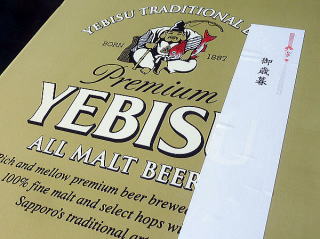 YEBISU TRADITIONAL
BORN 1887
Premium
YEBISU
ALL MALT BEER
Rich and mellow premium beer brewed
100% fine malt and select hops
Sapporo's traditional
御歳暮